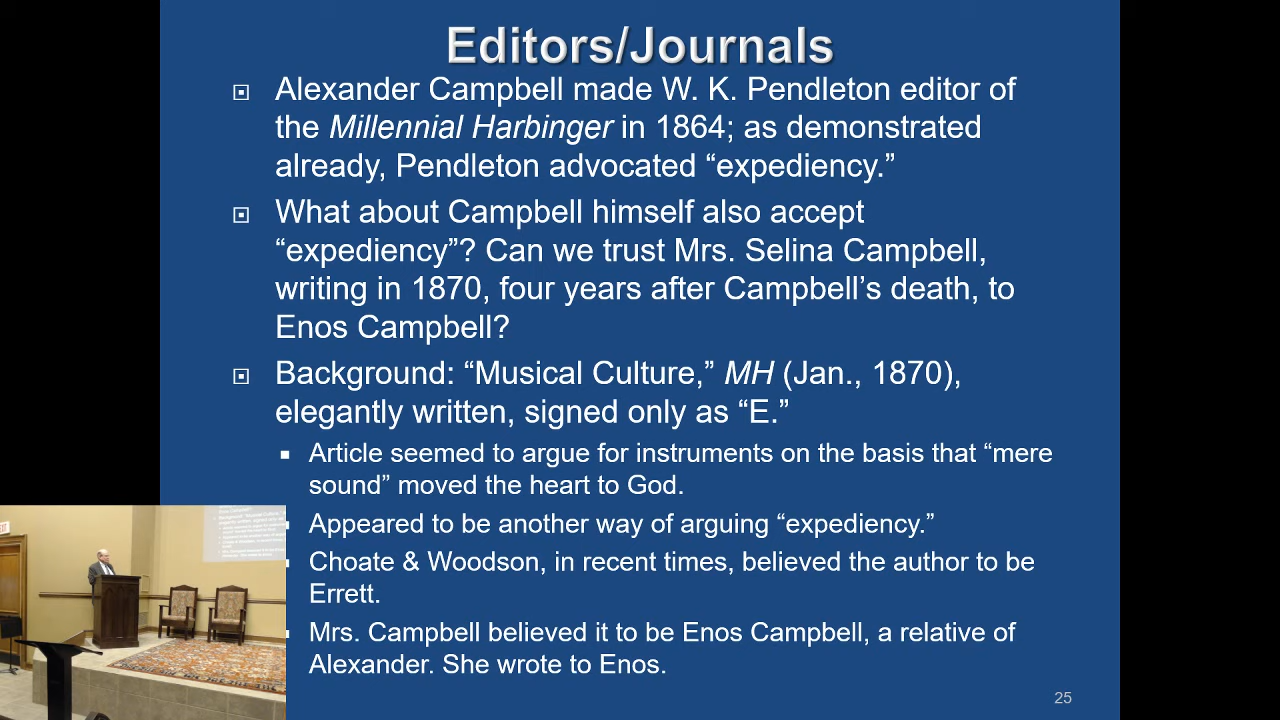 Editors/Journals
Alexander Campbell made W. K. Pendleton editor of
the Millennial Harbinger in 1864; as demonstrated
already, Pendleton advocated “expediency.”
What about Campbell himself also accept
“expediency”? Can we trust Mrs. Selina Campbell,
writing in 1870, four years after Campbell’s death, to
Enos Campbell?
Background: “Musical Culture,” MH (Jan., 1870),
elegantly written, signed only as “E.”
Article seemed to argue for instruments on the basis that “mere
sound” moved the heart to God.
Appeared to be another way of arguing “expediency.”
Choate & Woodson, in recent times, believed the author to be
Errett.
Mrs. Campbell believed it to be Enos Campbell, a relative of
Alexander. She wrote to Enos.
25